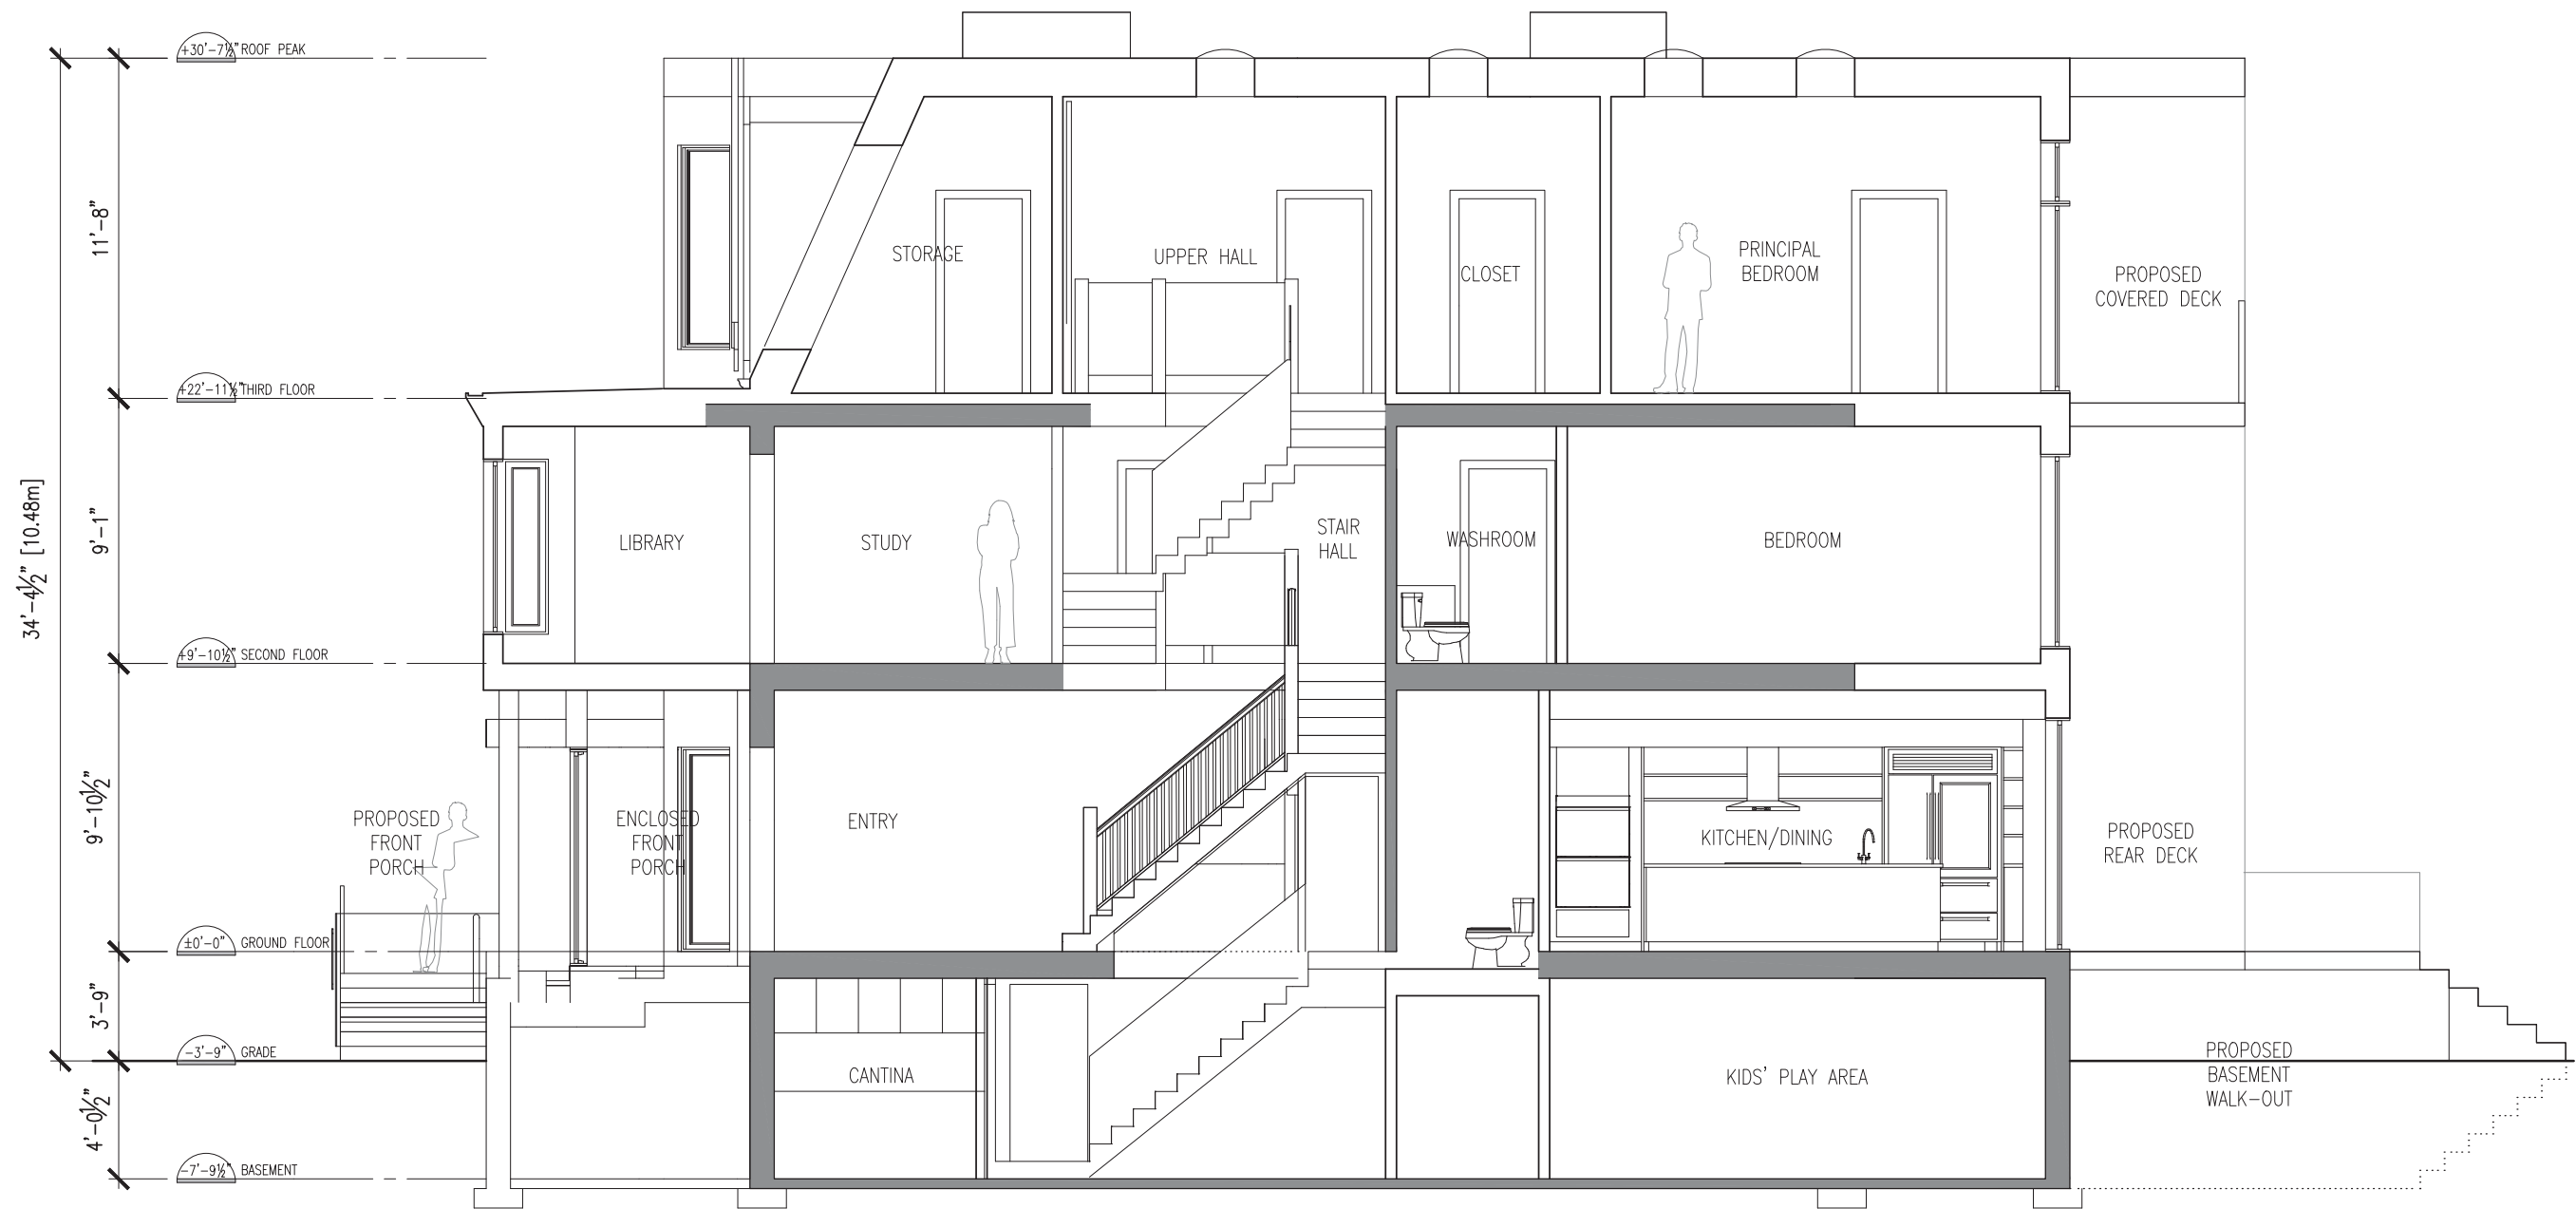 +30'-7½" ROOF PEAK
11'-8"
STORAGE
UPPER HALL
CLOSET
PRINCIPAL
BEDROOM
PROPOSED
COVERED DECK
+22'-11½" THIRD FLOOR
34'-4½" [10.48m]
9'-1"
LIBRARY
STUDY
STAIR
HALL
WASHROOM
BEDROOM
+9'-10½" SECOND FLOOR
9'-10½"
PROPOSED
FRONT
PORCH
ENCLOSED
FRONT
PORCH
ENTRY
KITCHEN/DINING
PROPOSED
REAR DECK
±0'-0" GROUND FLOOR
3'-9"
-3'-9" GRADE
4'-0½"
CANTINA
KIDS' PLAY AREA
PROPOSED
BASEMENT
WALK-OUT
-7'-9½" BASEMENT